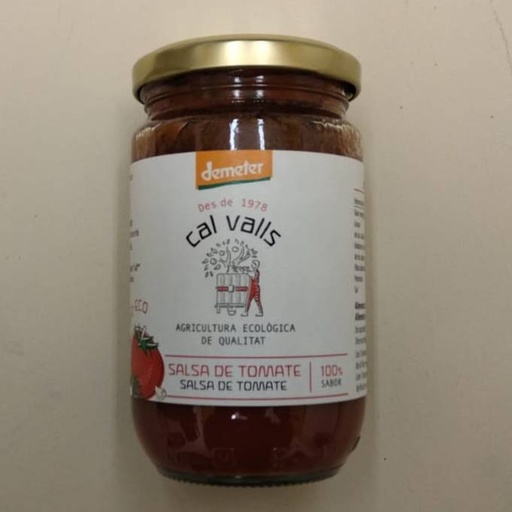 demeter
Des de 1978
cal valls
AGRICULTURA ECOLÒGICA
DE QUALITAT
ECO
SALSA DE TOMATE
SALSA DE TOMATE
100%
SABOR